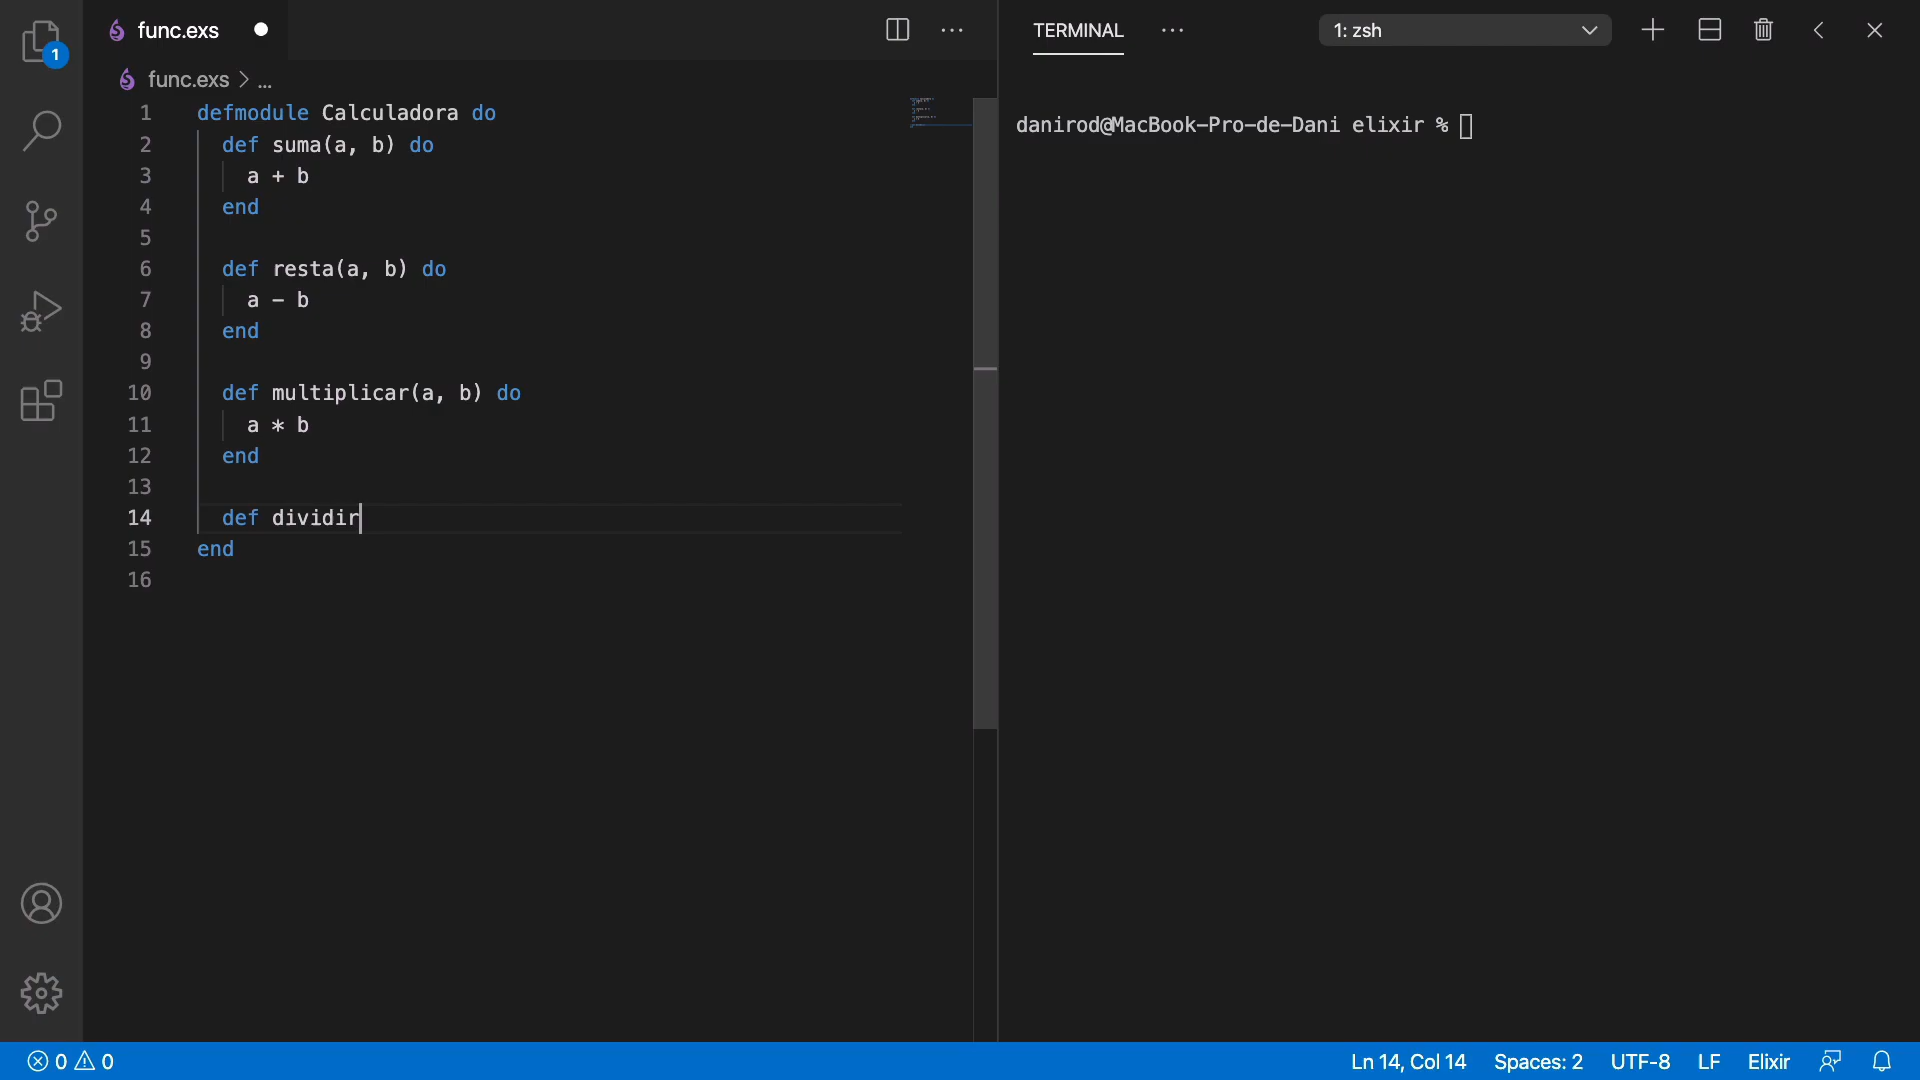 func.exs
func.exs > ...
1 defmodule Calculadora do
2 def suma(a, b) do
3 a + b
4 end
5
6 def resta(a, b) do
7 a - b
8 end
9
10 def multiplicar(a, b) do
11 a * b
12 end
13
14 def dividir
15 end
16
1
TERMINAL ...
1: zsh
danirod@MacBook-Pro-de-Dani elixir %
0 0
Ln 14, Col 14 Spaces: 2 UTF-8 LF Elixir